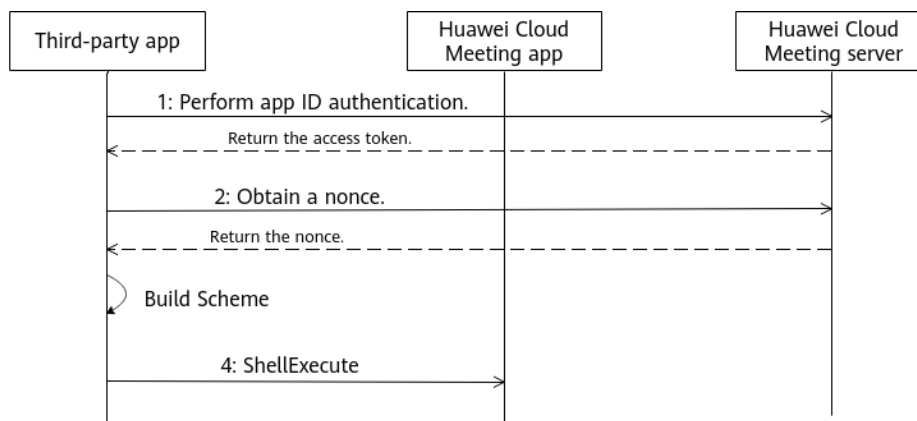 Third-party app
Huawei Cloud
Meeting app
Huawei Cloud
Meeting server
1: Perform app ID authentication.
Return the access token.
2: Obtain a nonce.
Return the nonce.
Build Scheme
4: ShellExecute